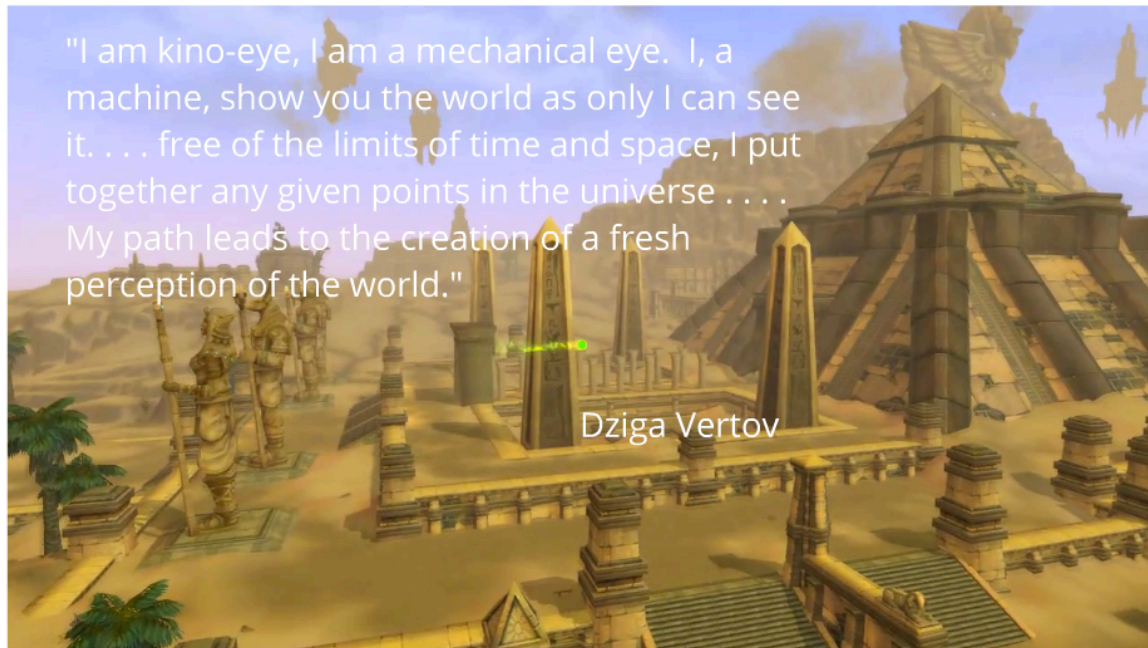 "I am kino-eye, I am a mechanical eye.  I, a
machine, show you the world as only I can see
it. . . . free of the limits of time and space, I put
together any given points in the universe . . . .
My path leads to the creation of a fresh
perception of the world."
Dziga Vertov